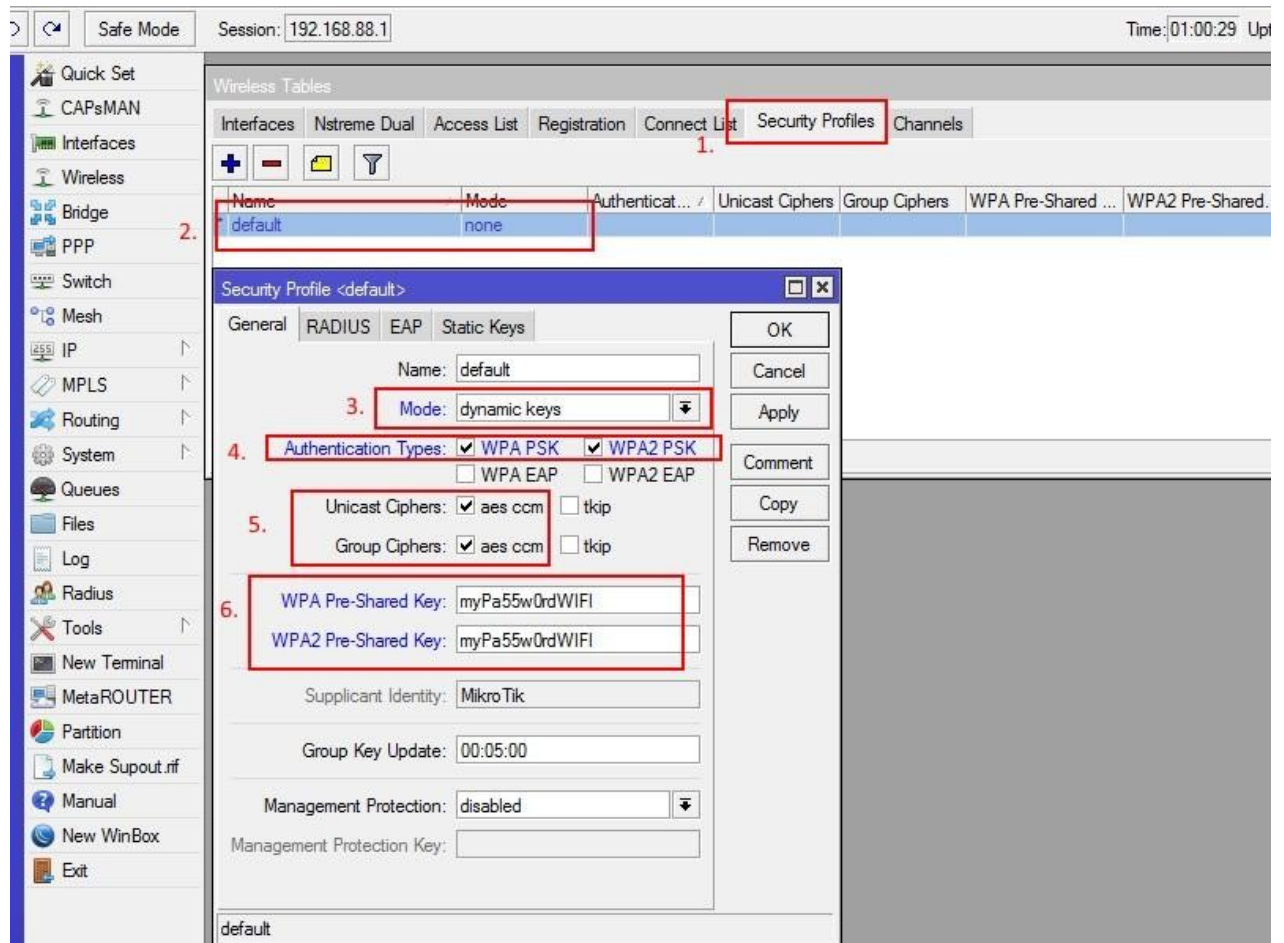 Safe Mode Session: 192.168.88.1 Time: 01:00:29 Upt
Quick Set
CAPsMAN
Interfaces
Wireless
Bridge
PPP
Switch
Mesh
255 IP
MPLS
Routing
System
Queues
Files
Log
Radius
Tools
New Terminal
MetaROUTER
Partition
Make Supout.rif
Manual
New WinBox
Exit
Wireless Tables
Interfaces Nstreme Dual Access List Registration Connect List Security Profiles Channels
1.
Name Mode Authenticat... Unicast Ciphers Group Ciphers WPA Pre-Shared ... WPA2 Pre-Shared.
2. * default none
Security Profile <default>
General RADIUS EAP Static Keys
Name: default
3. Mode: dynamic keys
4. Authentication Types: WPA PSK WPA2 PSK
WPA EAP WPA2 EAP
5. Unicast Ciphers: aes ccm tkip
Group Ciphers: aes ccm tkip
6. WPA Pre-Shared Key: myPa55w0rdWIFI
WPA2 Pre-Shared Key: myPa55w0rdWIFI
Supplicant Identity: MikroTik
Group Key Update: 00:05:00
Management Protection: disabled
Management Protection Key:
default
OK
Cancel
Apply
Comment
Copy
Remove